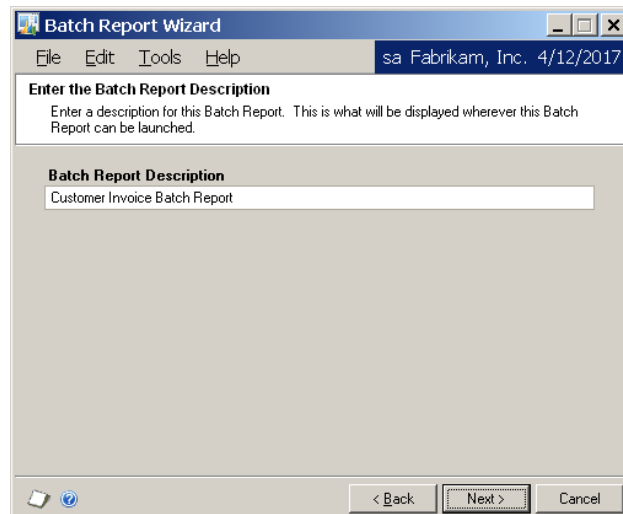 Batch Report Wizard
File Edit Tools Help sa Fabrikam, Inc. 4/12/2017
Enter the Batch Report Description
Enter a description for this Batch Report. This is what will be displayed wherever this Batch
Report can be launched.
Batch Report Description
Customer Invoice Batch Report
< Back Next > Cancel